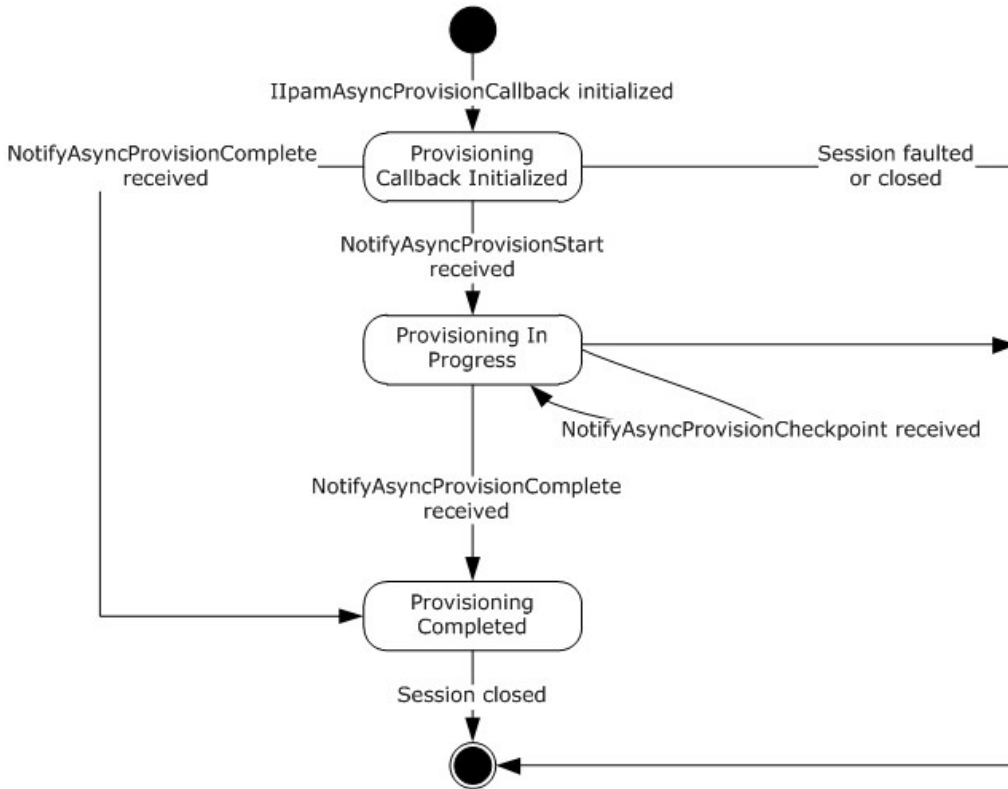 IIpamAsyncProvisionCallback initialized
NotifyAsyncProvisionComplete
received
Provisioning
Callback Initialized
Session faulted
or closed
NotifyAsyncProvisionStart
received
Provisioning In
Progress
NotifyAsyncProvisionCheckpoint received
NotifyAsyncProvisionComplete
received
Provisioning
Completed
Session closed